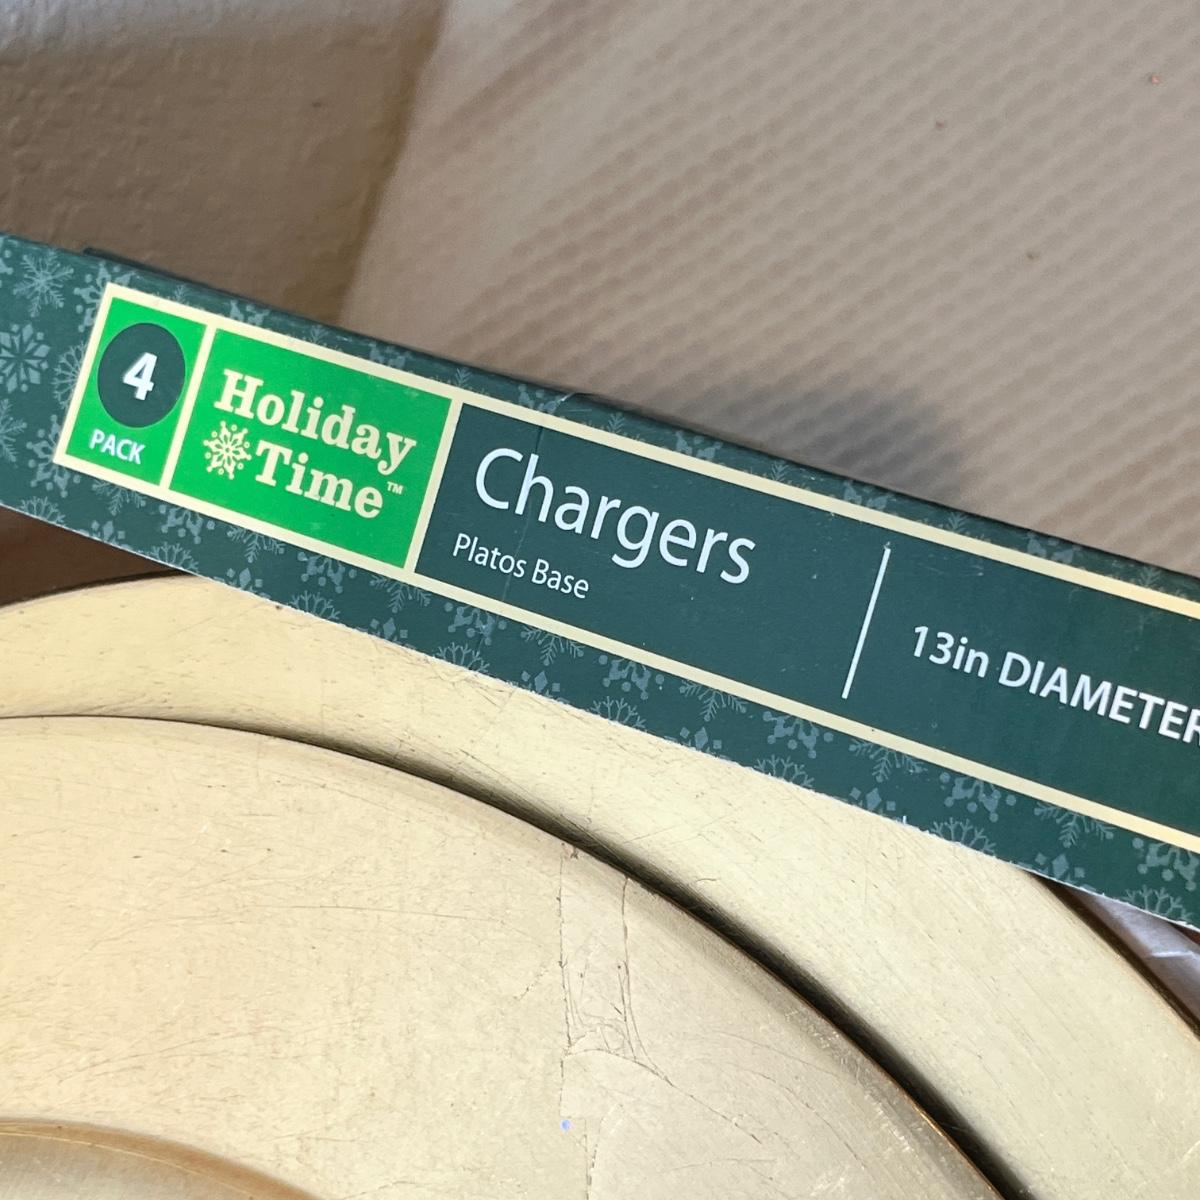 4
PACK
Holiday
Time™
Chargers
Platos Base
13in DIAMETER